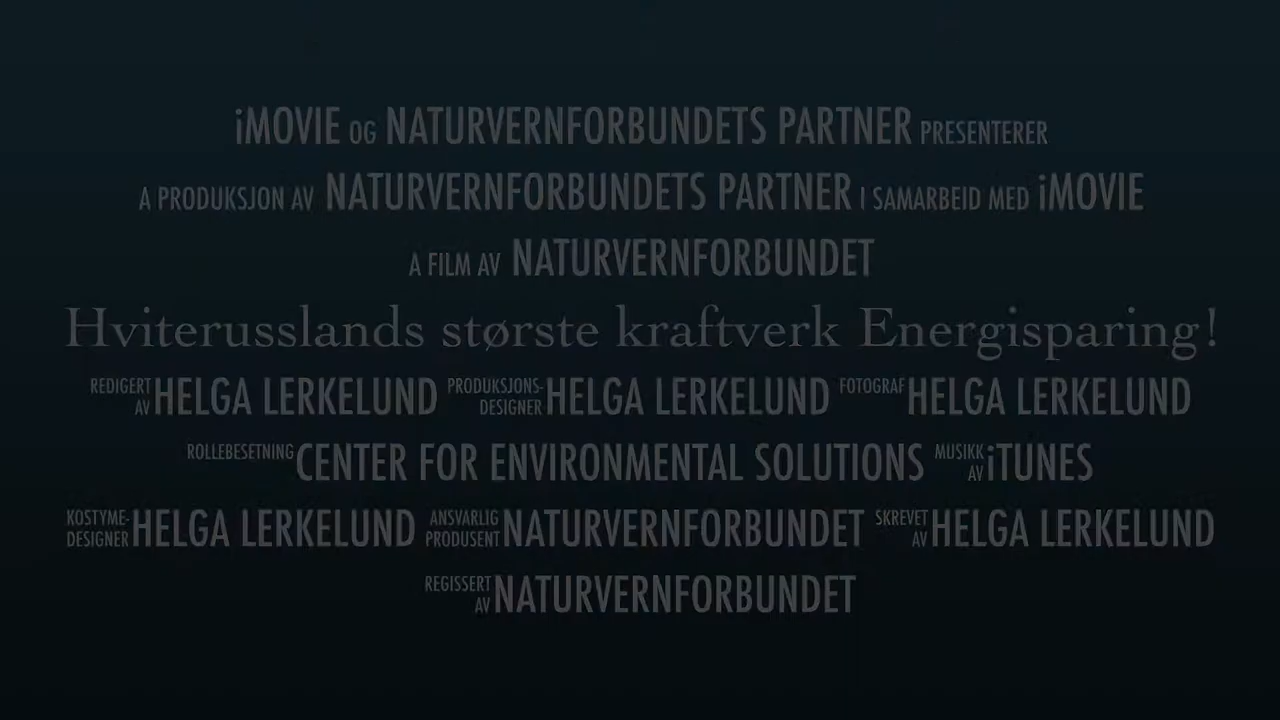 iMOVIE OG NATURVERNFORBUNDETS PARTNER PRESENTERER
A PRODUKSJON AV NATURVERNFORBUNDETS PARTNER I SAMARBEID MED iMOVIE
A FILM AV NATURVERNFORBUNDET
Hviterusslands største kraftverk Energisparing!
REDIGERT AV HELGA LERKELUND PRODUKSJONS-DESIGNER HELGA LERKELUND FOTOGRAF HELGA LERKELUND
ROLLEBESETNING CENTER FOR ENVIRONMENTAL SOLUTIONS MUSIKK AV iTUNES
KOSTYME-DESIGNER HELGA LERKELUND ANSVARLIG PRODUSENT NATURVERNFORBUNDET SKREVET AV HELGA LERKELUND
REGISSERT AV NATURVERNFORBUNDET